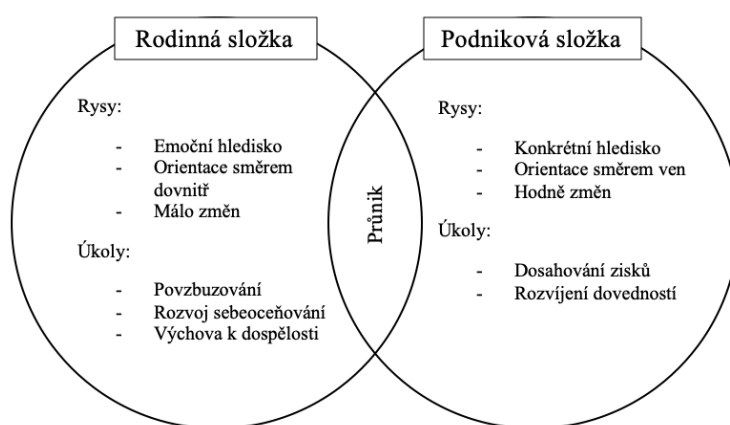 Rodinná složka
Rysy:
- Emoční hledisko
- Orientace směrem
dovnitř
- Málo změn
Úkoly:
- Povzbuzování
- Rozvoj sebeoceňování
- Výchova k dospělosti
Průnik
Podniková složka
Rysy:
- Konkrétní hledisko
- Orientace směrem ven
- Hodně změn
Úkoly:
- Dosahování zisků
- Rozvíjení dovedností